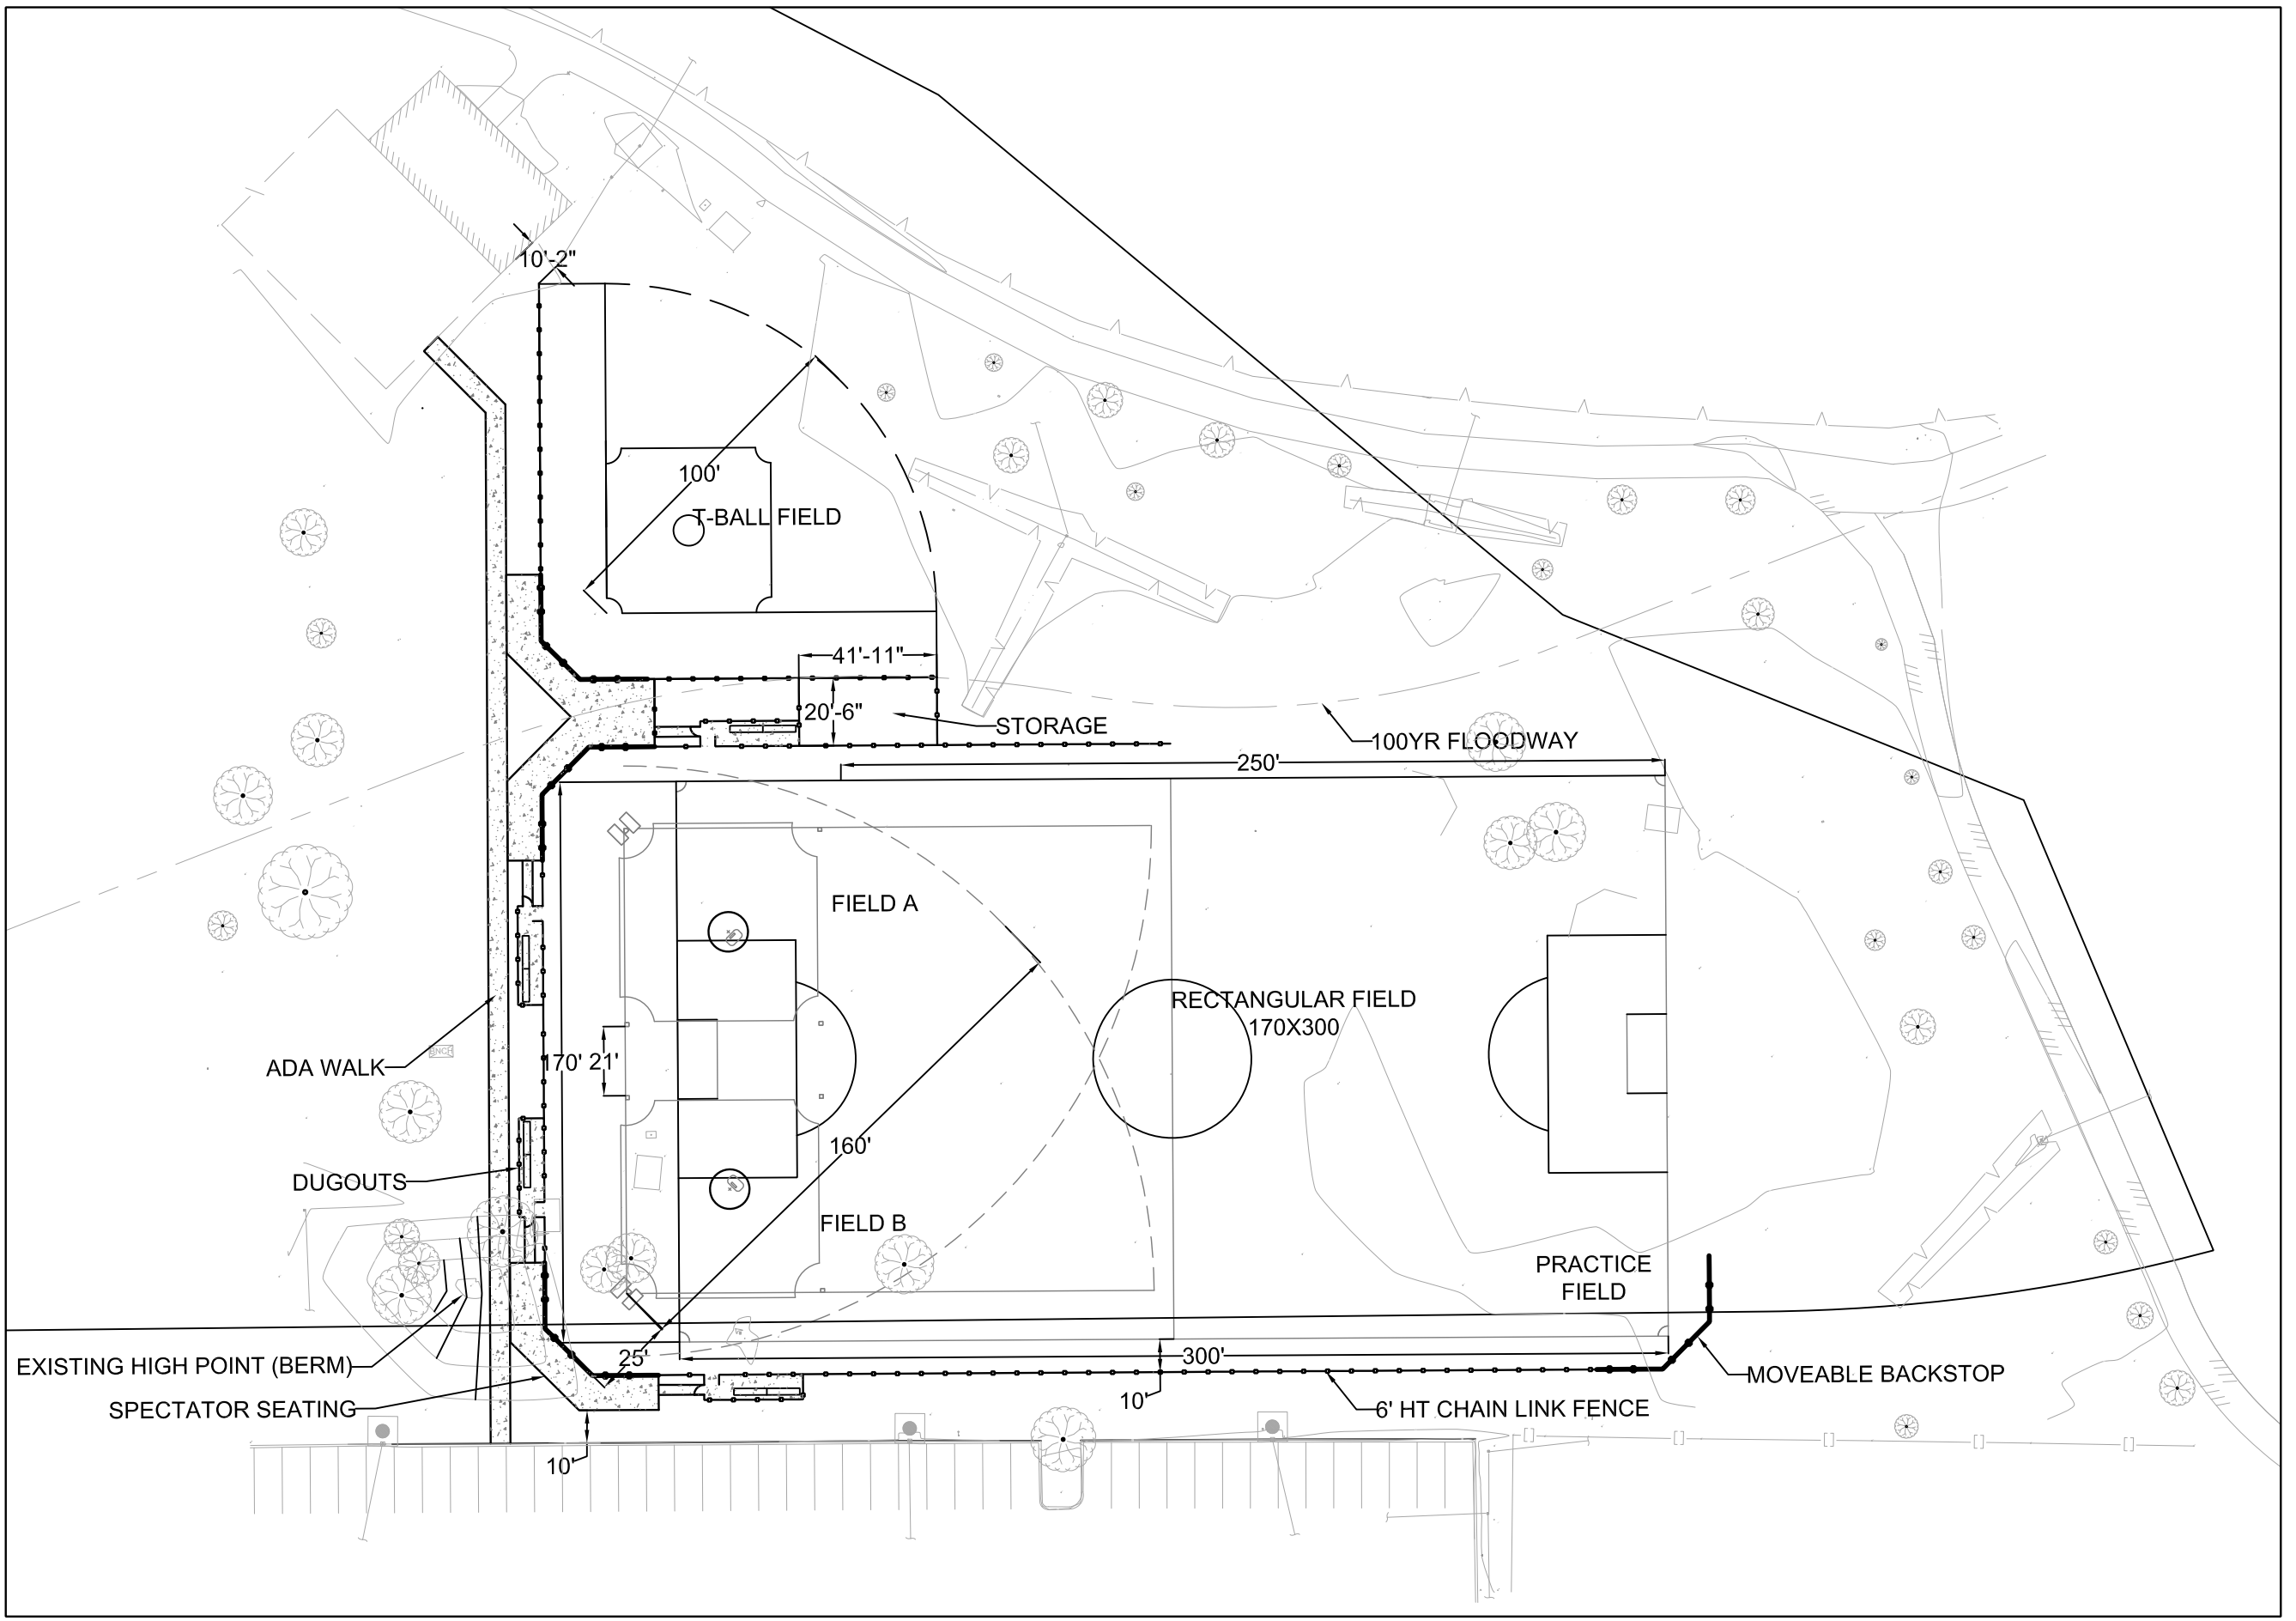 10'-2"
100'
T-BALL FIELD
41'-11"
20'-6"
STORAGE
100YR FLOODWAY
250'
FIELD A
RECTANGULAR FIELD
170X300
170'
21'
ADA WALK
160'
DUGOUTS
FIELD B
PRACTICE
FIELD
EXISTING HIGH POINT (BERM)
25'
300'
MOVEABLE BACKSTOP
10'
SPECTATOR SEATING
6' HT CHAIN LINK FENCE
10'